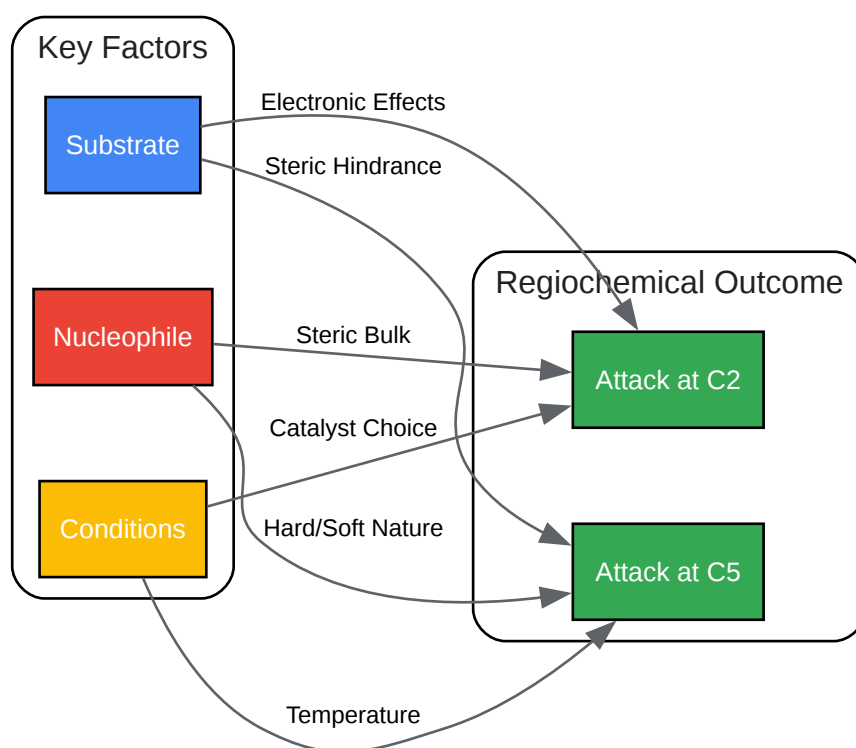 Key Factors
Electronic Effects
Substrate
Steric Hindrance
Regiochemical Outcome
Nucleophile
Steric Bulk
Attack at C2
Catalyst Choice
Conditions
Hard/Soft Nature
Attack at C5
Temperature